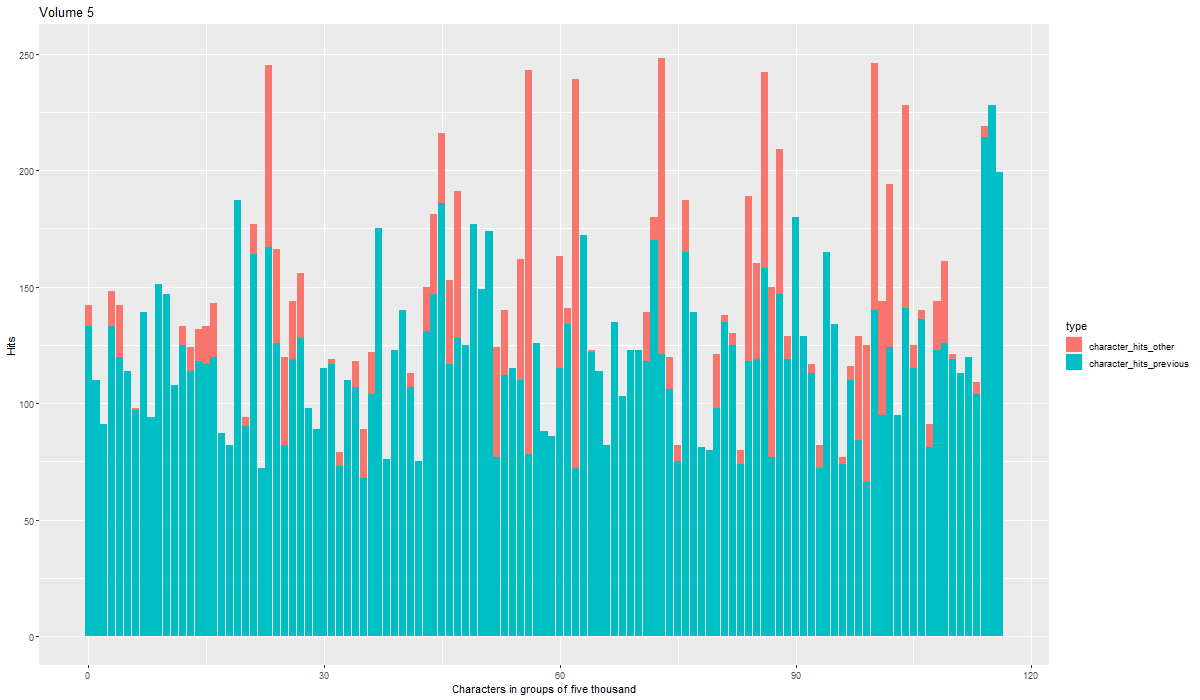 Volume 5
250
200
150
100
50
0
Hits
0 30 60 90 120
Characters in groups of five thousand
type
character_hits_other
character_hits_previous